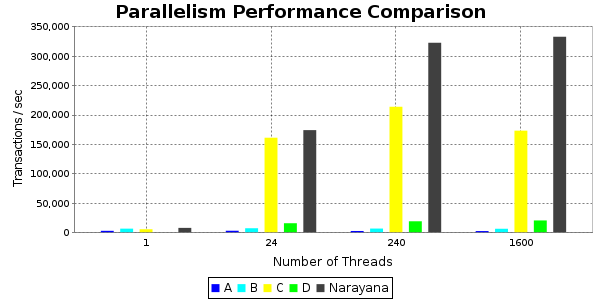 Parallelism Performance Comparison
350,000
300,000
250,000
200,000
150,000
100,000
50,000
0
Transactions / sec
1 24 240 1600
Number of Threads
A B C D Narayana